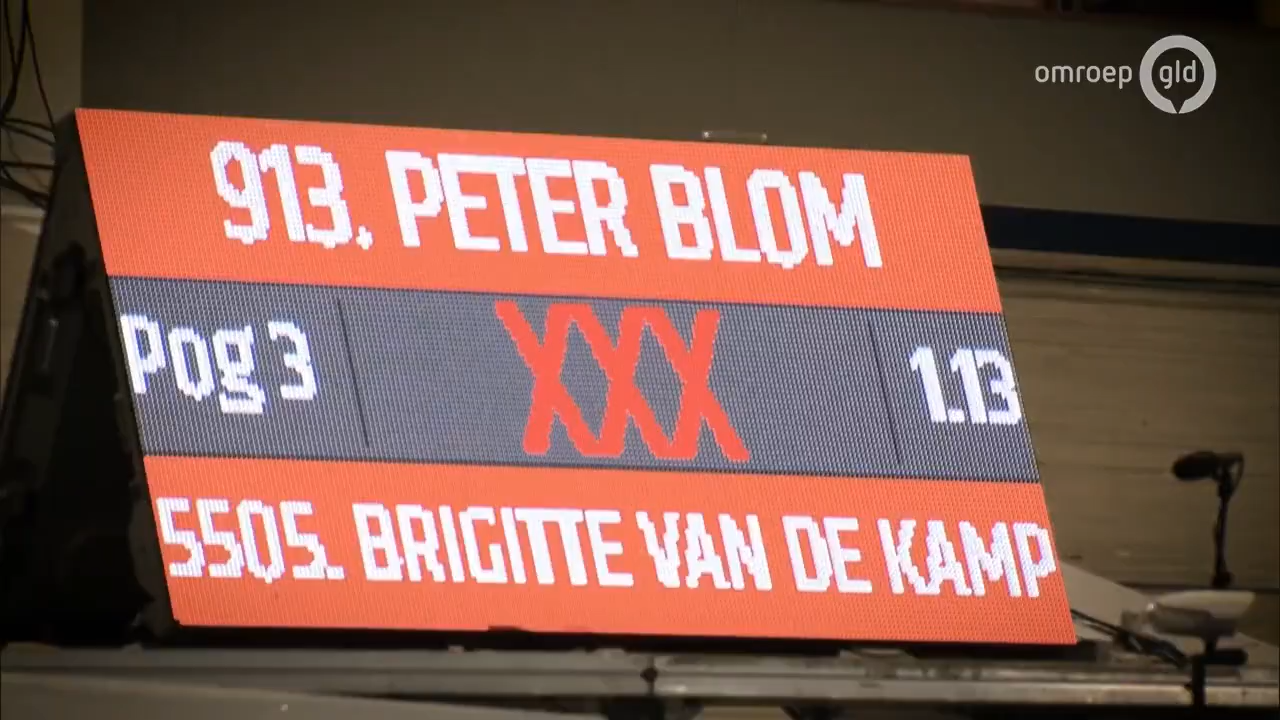 omroep gld
913. PETER BLOM
Pog 3 XXX 1.13
5505. BRIGITTE VAN DE KAMP